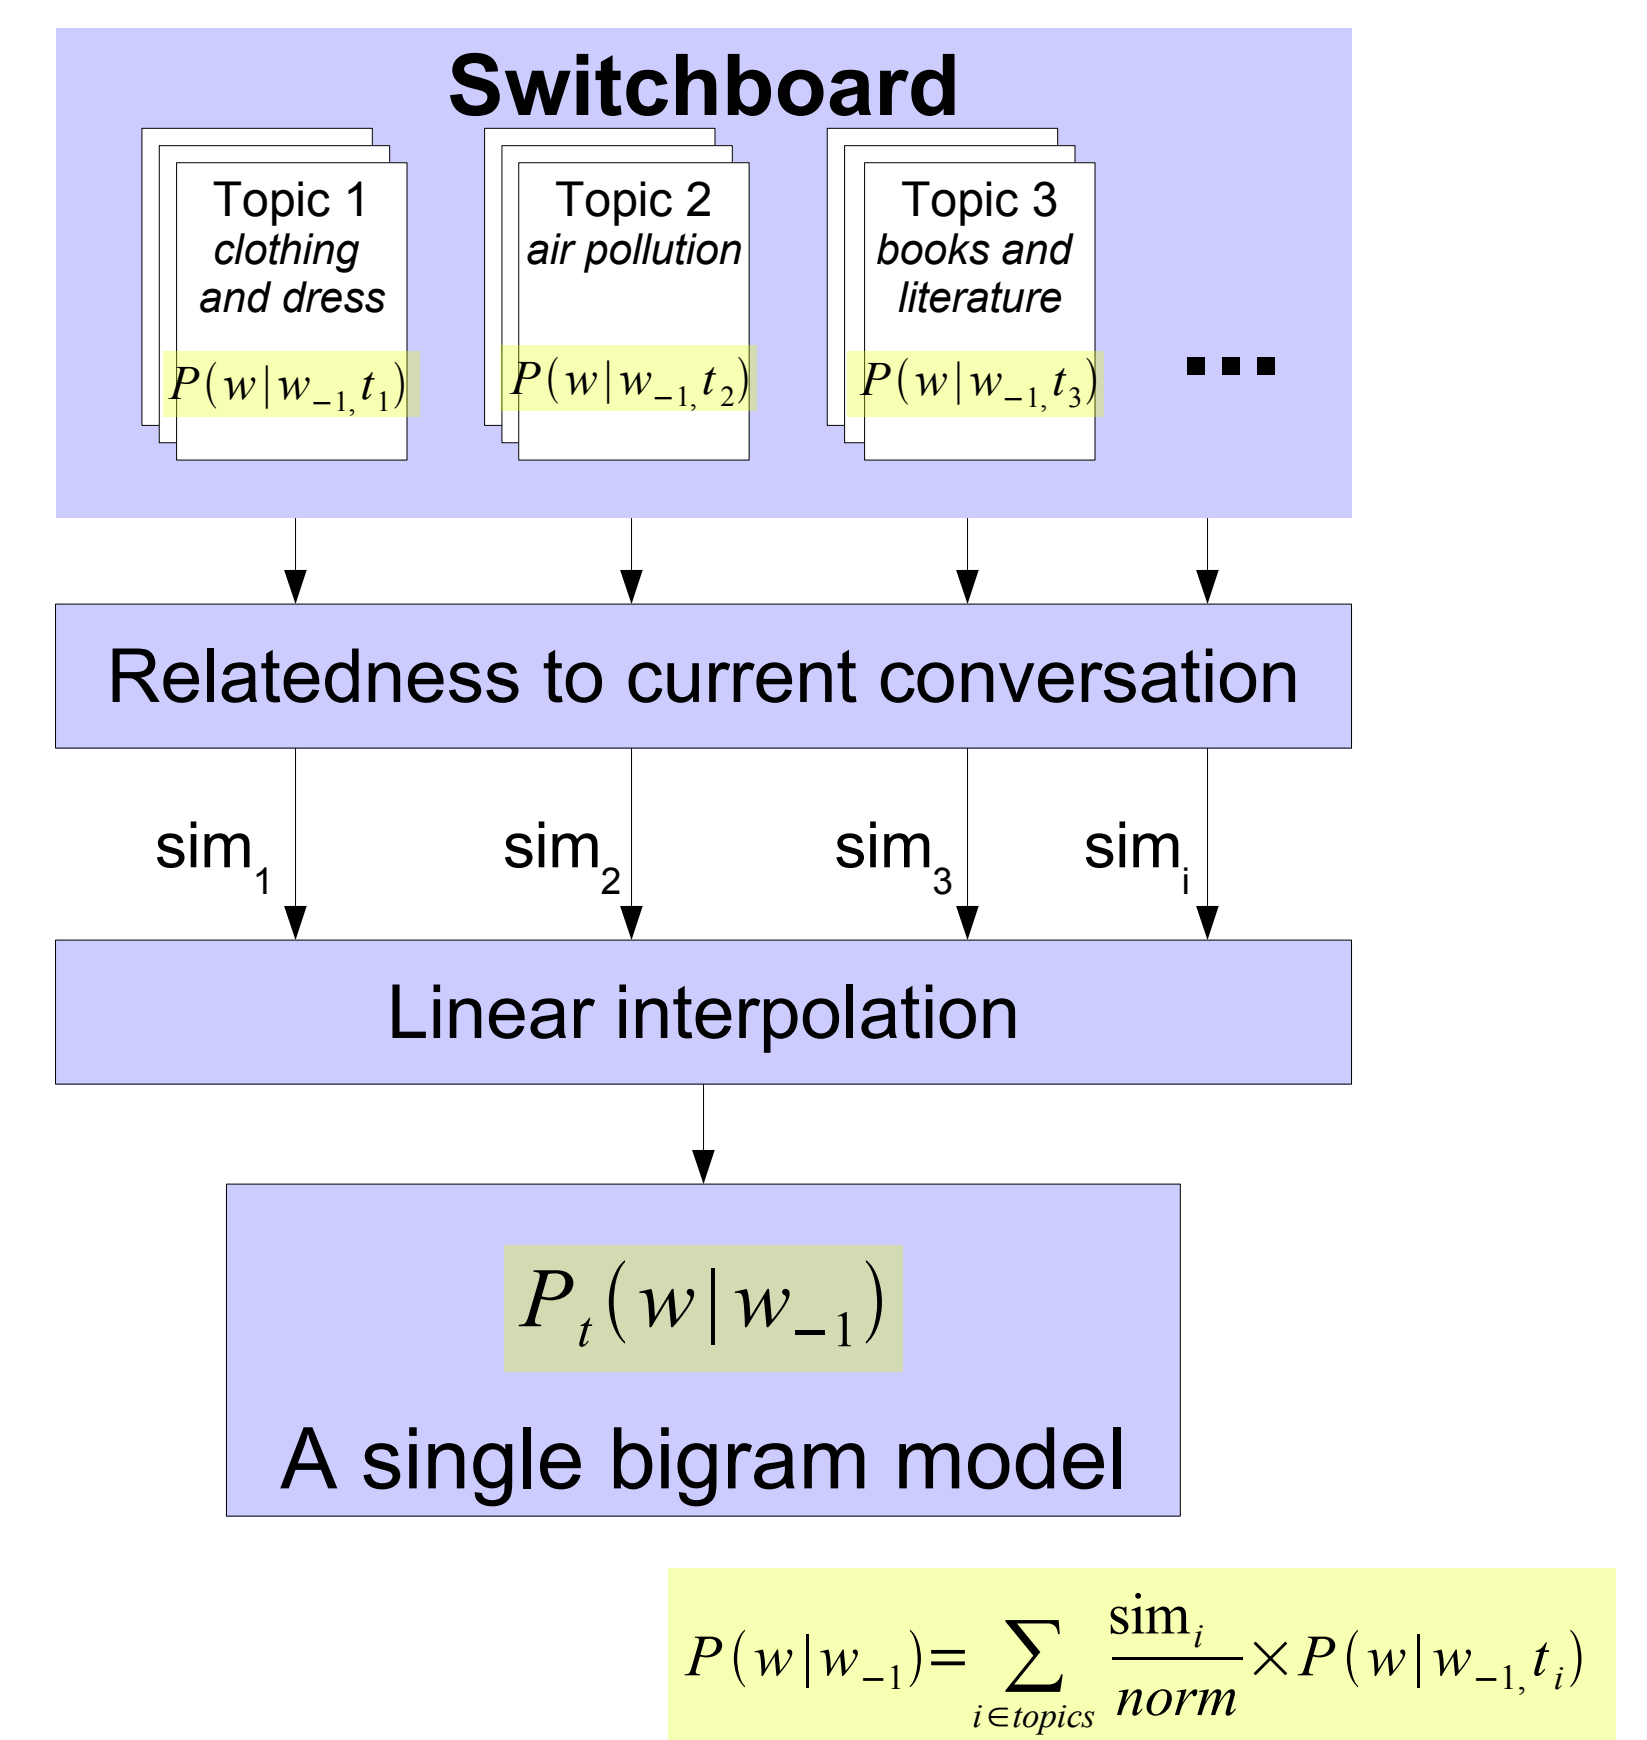 Switchboard
Topic 1
clothing
and dress
P(w|w₋₁, t₁)
Topic 2
air pollution
P(w|w₋₁, t₂)
Topic 3
books and
literature
P(w|w₋₁, t₃)
...
Relatedness to current conversation
sim₁ sim₂ sim₃ simᵢ
Linear interpolation
Pₜ(w|w₋₁)
A single bigram model
P(w|w₋₁) = ∑ i∈topics simᵢ / norm × P(w|w₋₁, tᵢ)